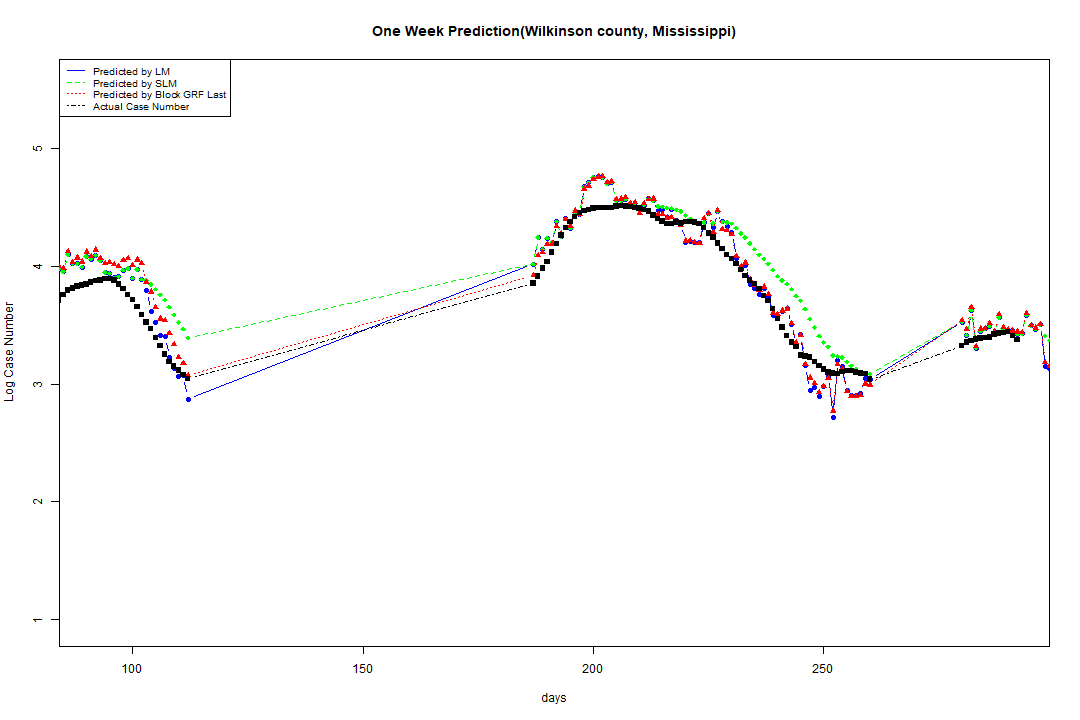 One Week Prediction(Wilkinson county, Mississippi)
Predicted by LM
Predicted by SLM
Predicted by Block GRF Last
Actual Case Number
5
4
3
2
1
Log Case Number
100 150 200 250
days